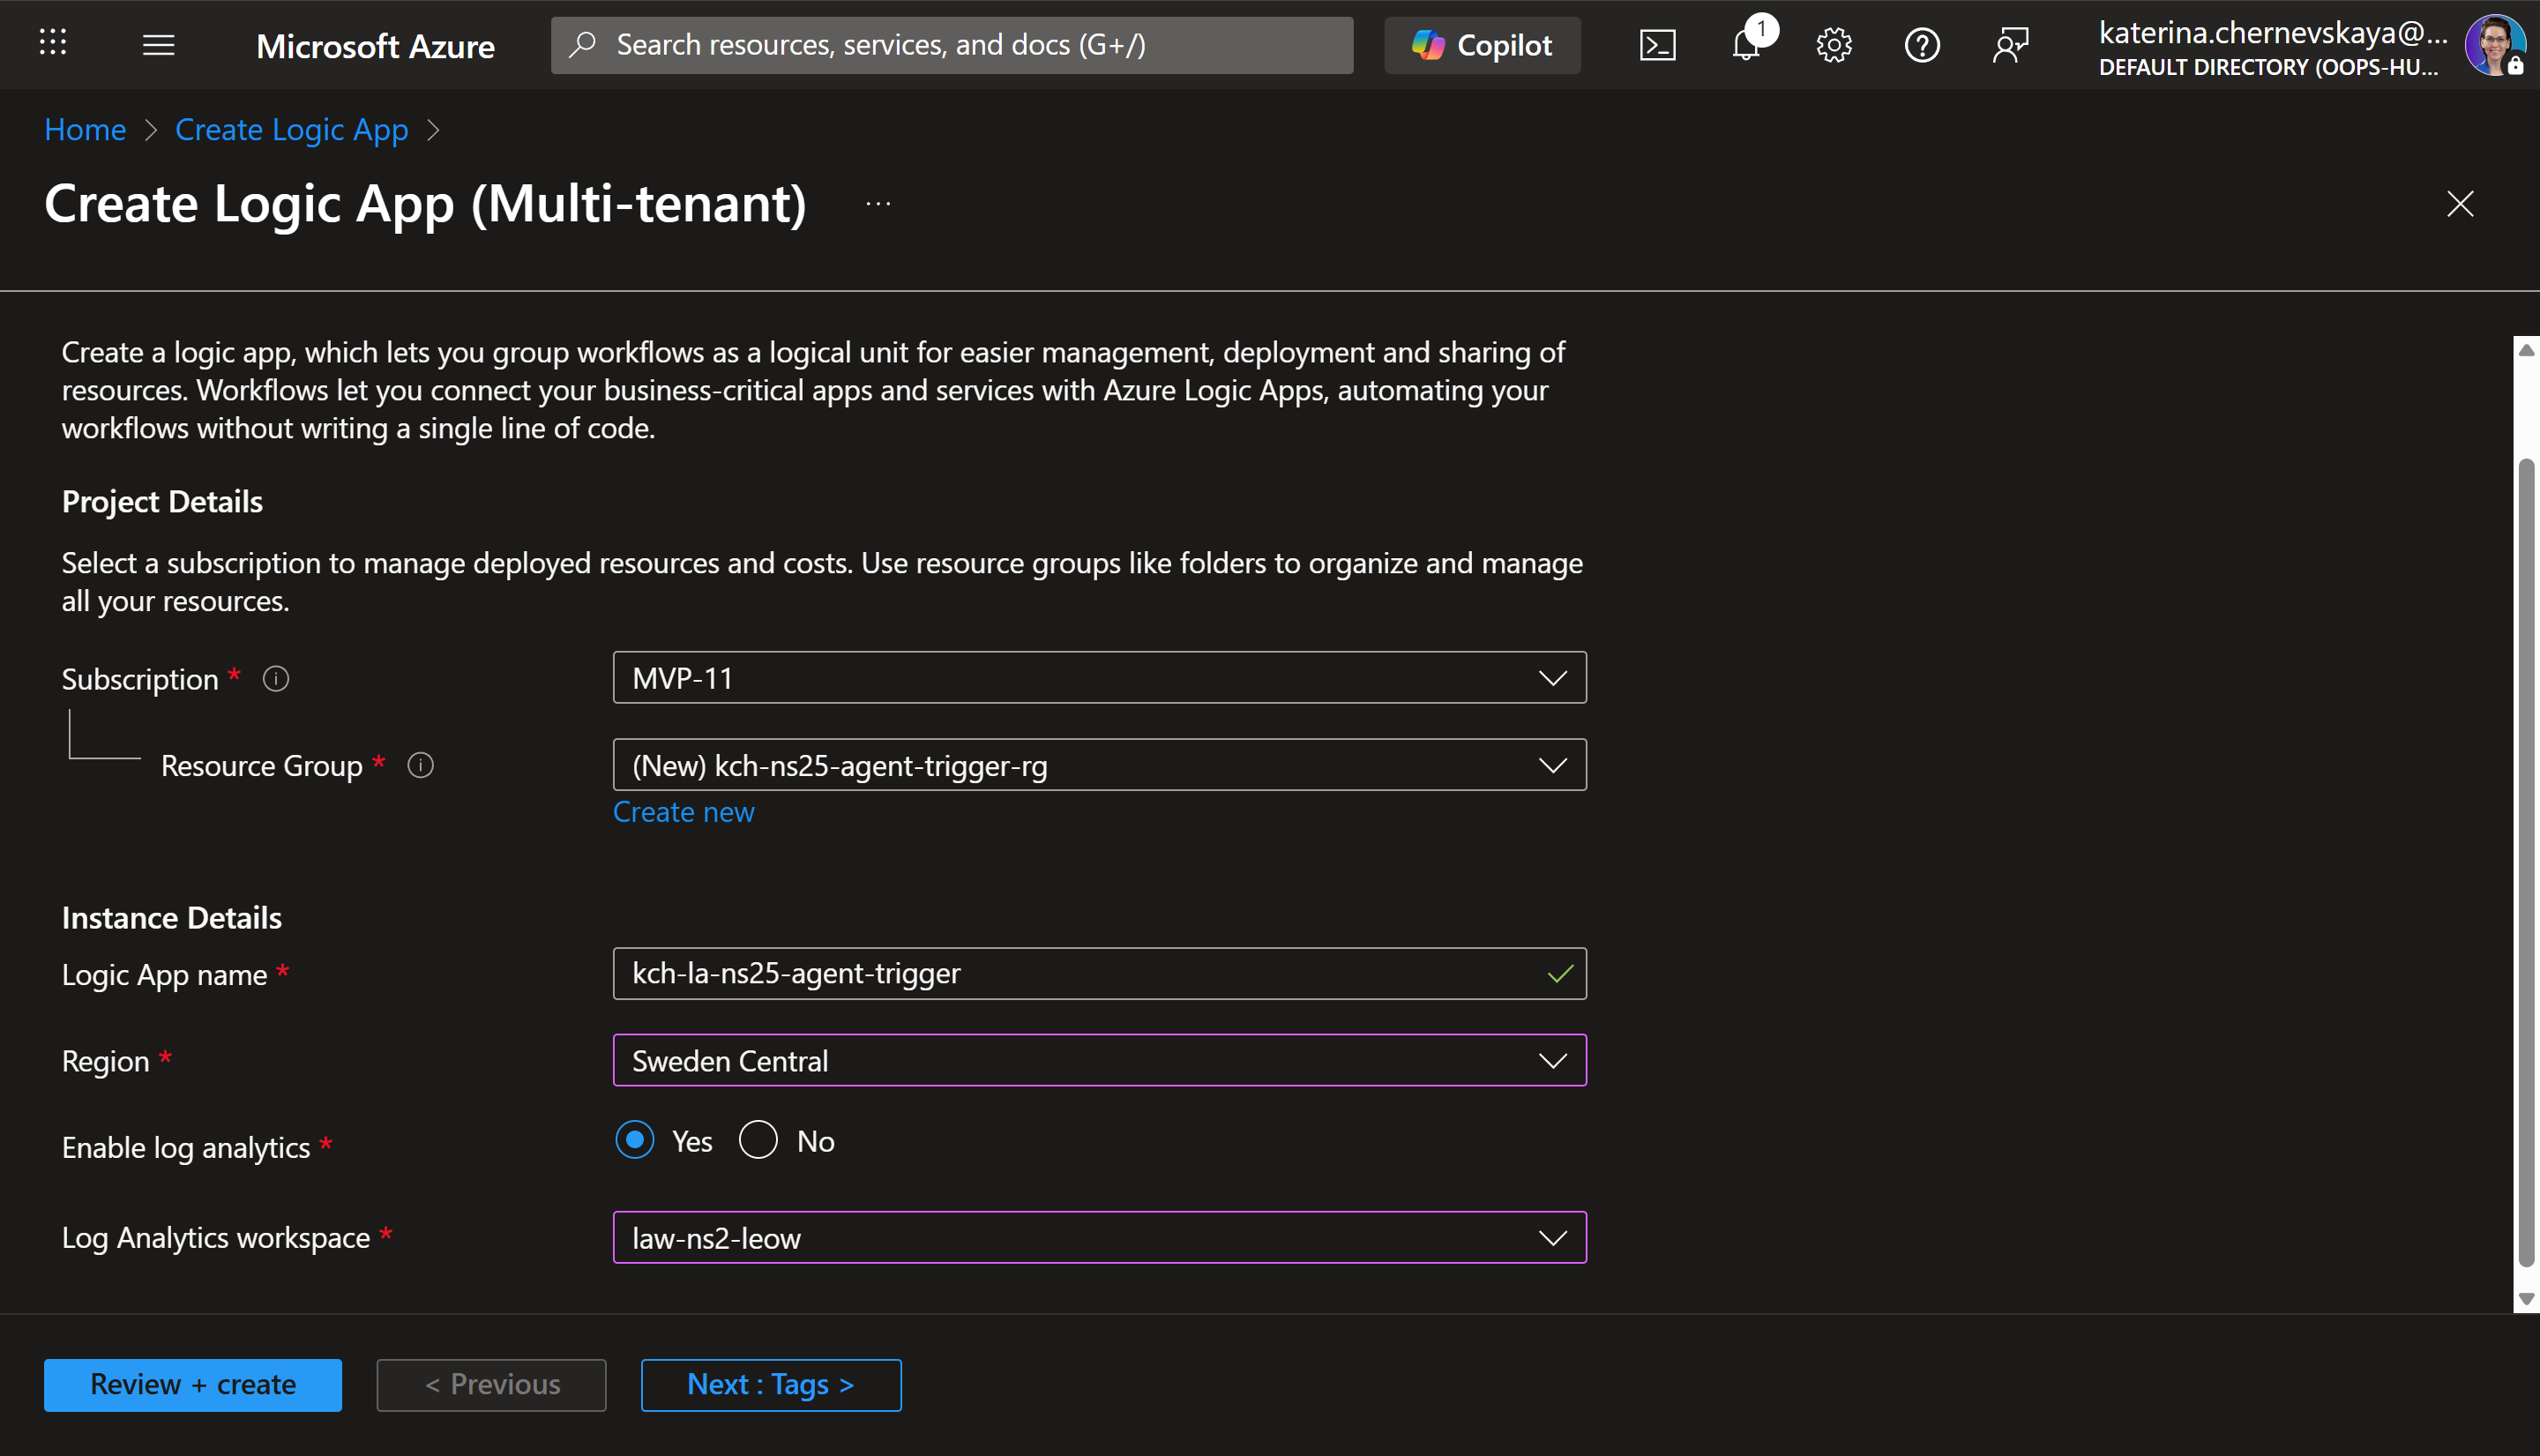 Microsoft Azure
Search resources, services, and docs (G+/)
Copilot
1
katerina.chernevskaya@...
DEFAULT DIRECTORY (OOPS-HU...
Home > Create Logic App >
Create Logic App (Multi-tenant) ...
Create a logic app, which lets you group workflows as a logical unit for easier management, deployment and sharing of
resources. Workflows let you connect your business-critical apps and services with Azure Logic Apps, automating your
workflows without writing a single line of code.
Project Details
Select a subscription to manage deployed resources and costs. Use resource groups like folders to organize and manage
all your resources.
Subscription *
MVP-11
Resource Group *
(New) kch-ns25-agent-trigger-rg
Create new
Instance Details
Logic App name *
kch-la-ns25-agent-trigger
Region *
Sweden Central
Enable log analytics *
Yes No
Log Analytics workspace *
law-ns2-leow
Review + create
< Previous
Next : Tags >